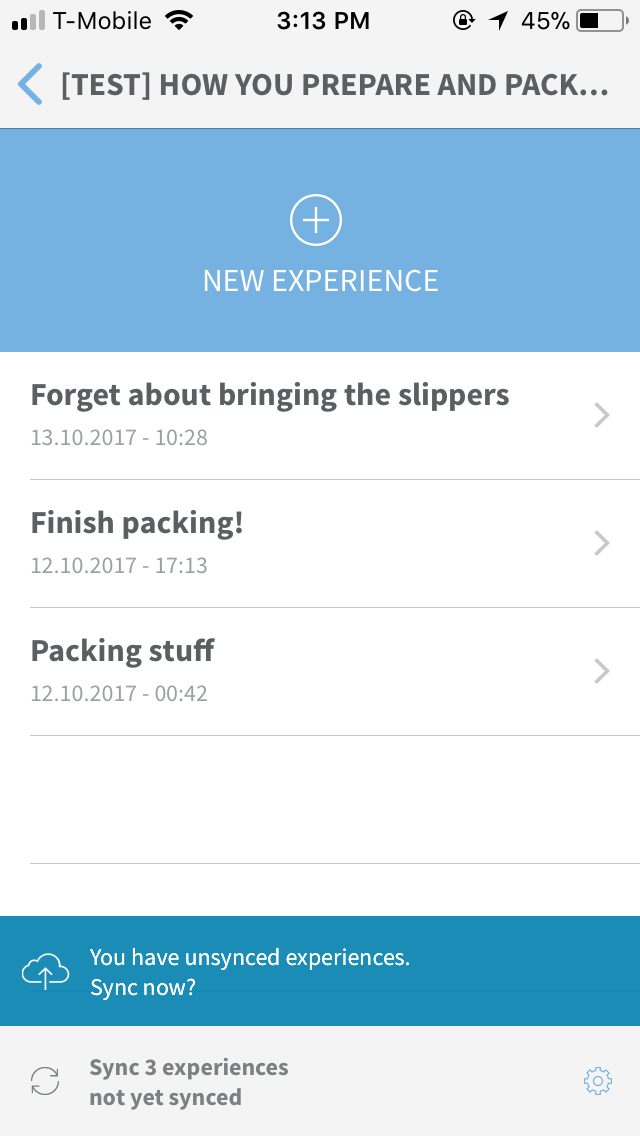 T-Mobile 3:13 PM 45%
[TEST] HOW YOU PREPARE AND PACK...
NEW EXPERIENCE
Forget about bringing the slippers
13.10.2017 - 10:28
Finish packing!
12.10.2017 - 17:13
Packing stuff
12.10.2017 - 00:42
You have unsynced experiences.
Sync now?
Sync 3 experiences
not yet synced